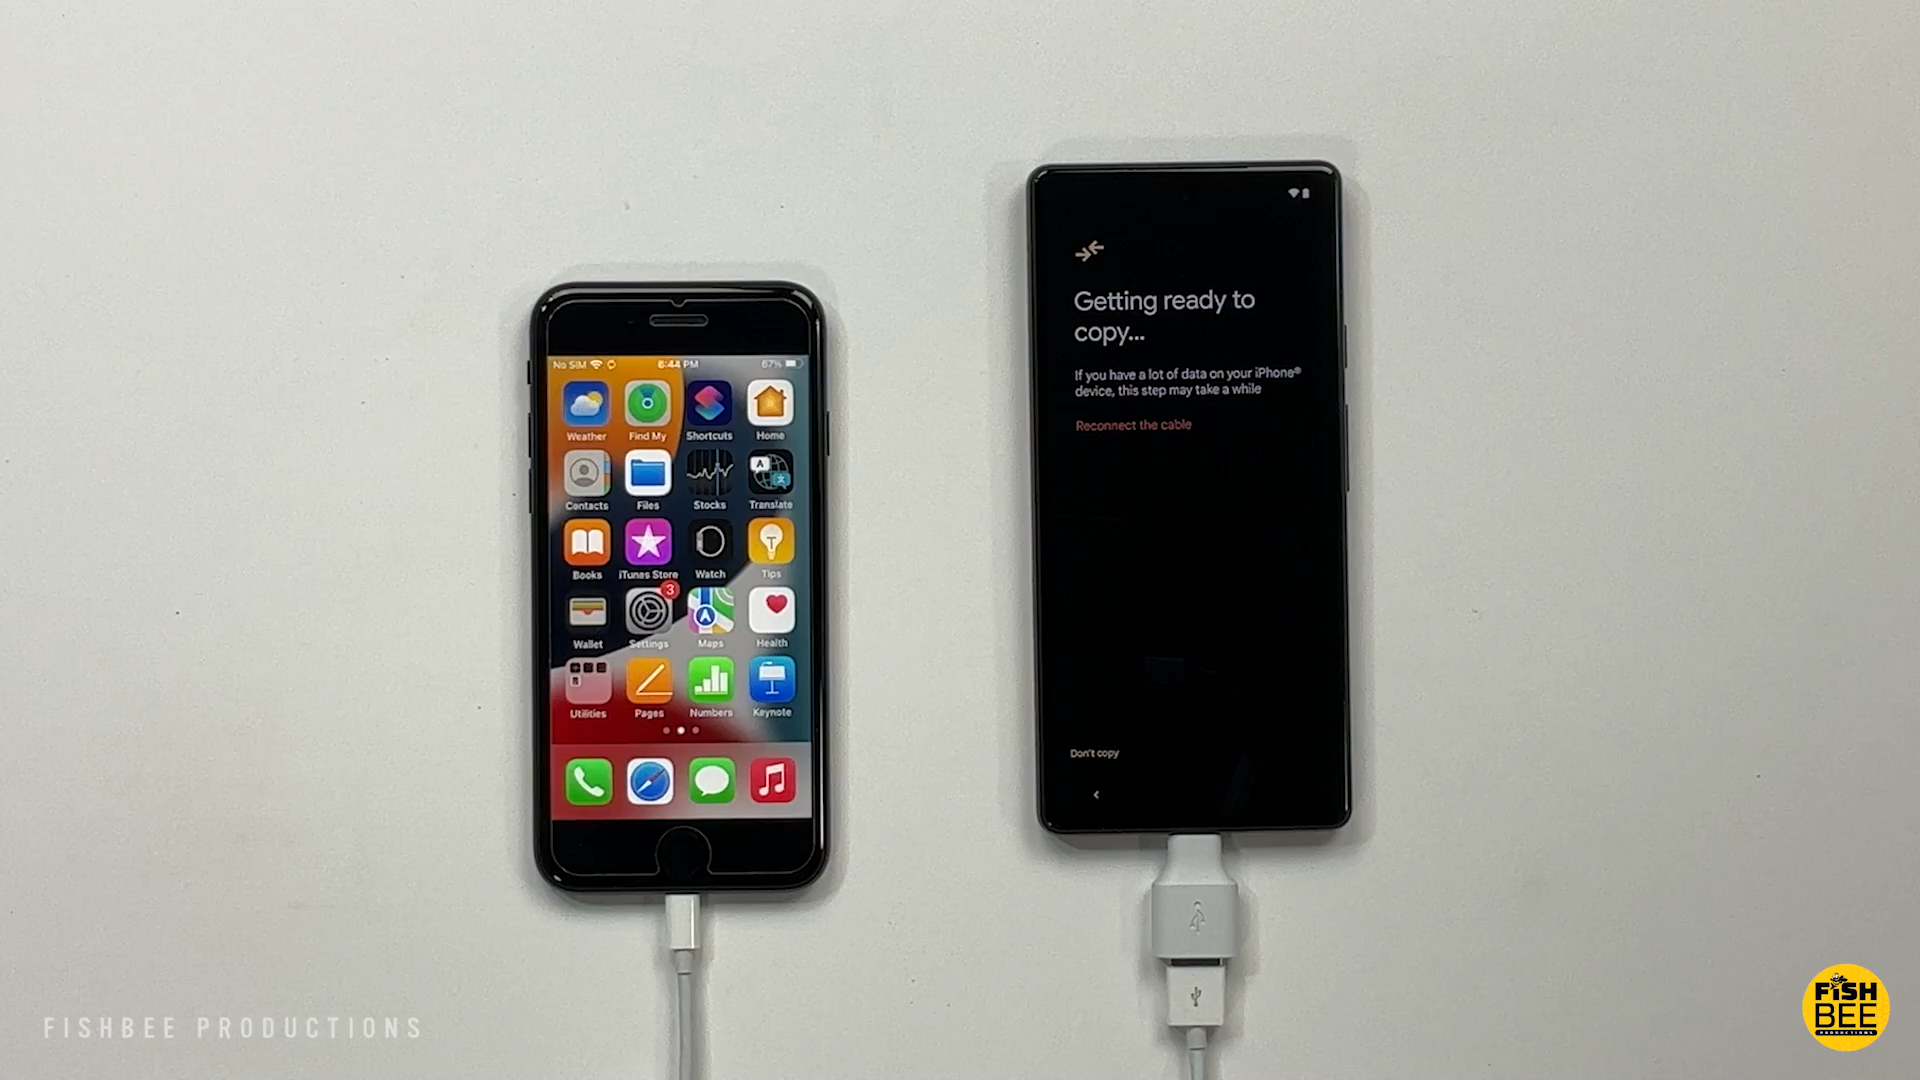 No SIM 6:44 PM 67%
Weather Find My Shortcuts Home
Contacts Files Stocks Translate
Books iTunes Store Watch Tips
3
Wallet Settings Maps Health
Utilities Pages Numbers Keynote
Getting ready to
copy...
If you have a lot of data on your iPhone®
device, this step may take a while
Reconnect the cable
Don't copy
FISHBEE PRODUCTIONS
FISH
BEE
PRODUCTIONS